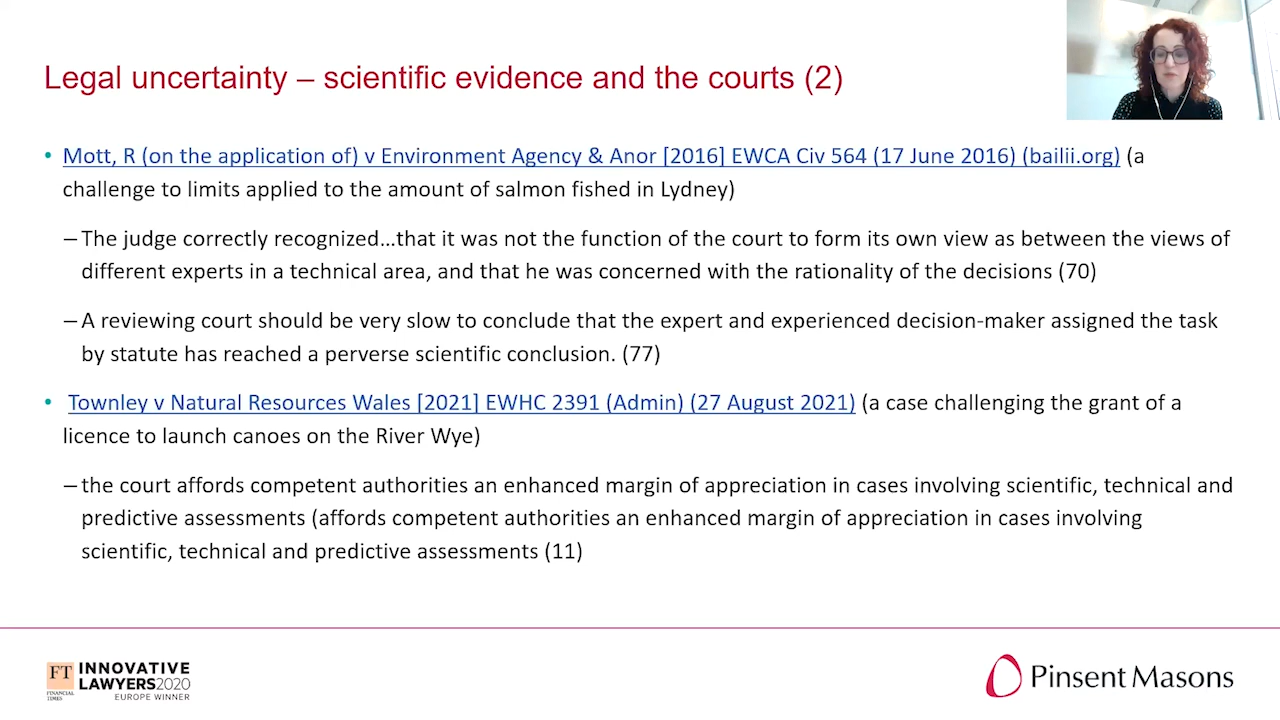 Legal uncertainty – scientific evidence and the courts (2)
• Mott, R (on the application of) v Environment Agency & Anor [2016] EWCA Civ 564 (17 June 2016) (bailii.org) (a
challenge to limits applied to the amount of salmon fished in Lydney)
– The judge correctly recognized…that it was not the function of the court to form its own view as between the views of
different experts in a technical area, and that he was concerned with the rationality of the decisions (70)
– A reviewing court should be very slow to conclude that the expert and experienced decision-maker assigned the task
by statute has reached a perverse scientific conclusion. (77)
• Townley v Natural Resources Wales [2021] EWHC 2391 (Admin) (27 August 2021) (a case challenging the grant of a
licence to launch canoes on the River Wye)
– the court affords competent authorities an enhanced margin of appreciation in cases involving scientific, technical and
predictive assessments (affords competent authorities an enhanced margin of appreciation in cases involving
scientific, technical and predictive assessments (11)
FT
FINANCIAL
TIMES
INNOVATIVE
LAWYERS2020
EUROPE WINNER
Pinsent Masons